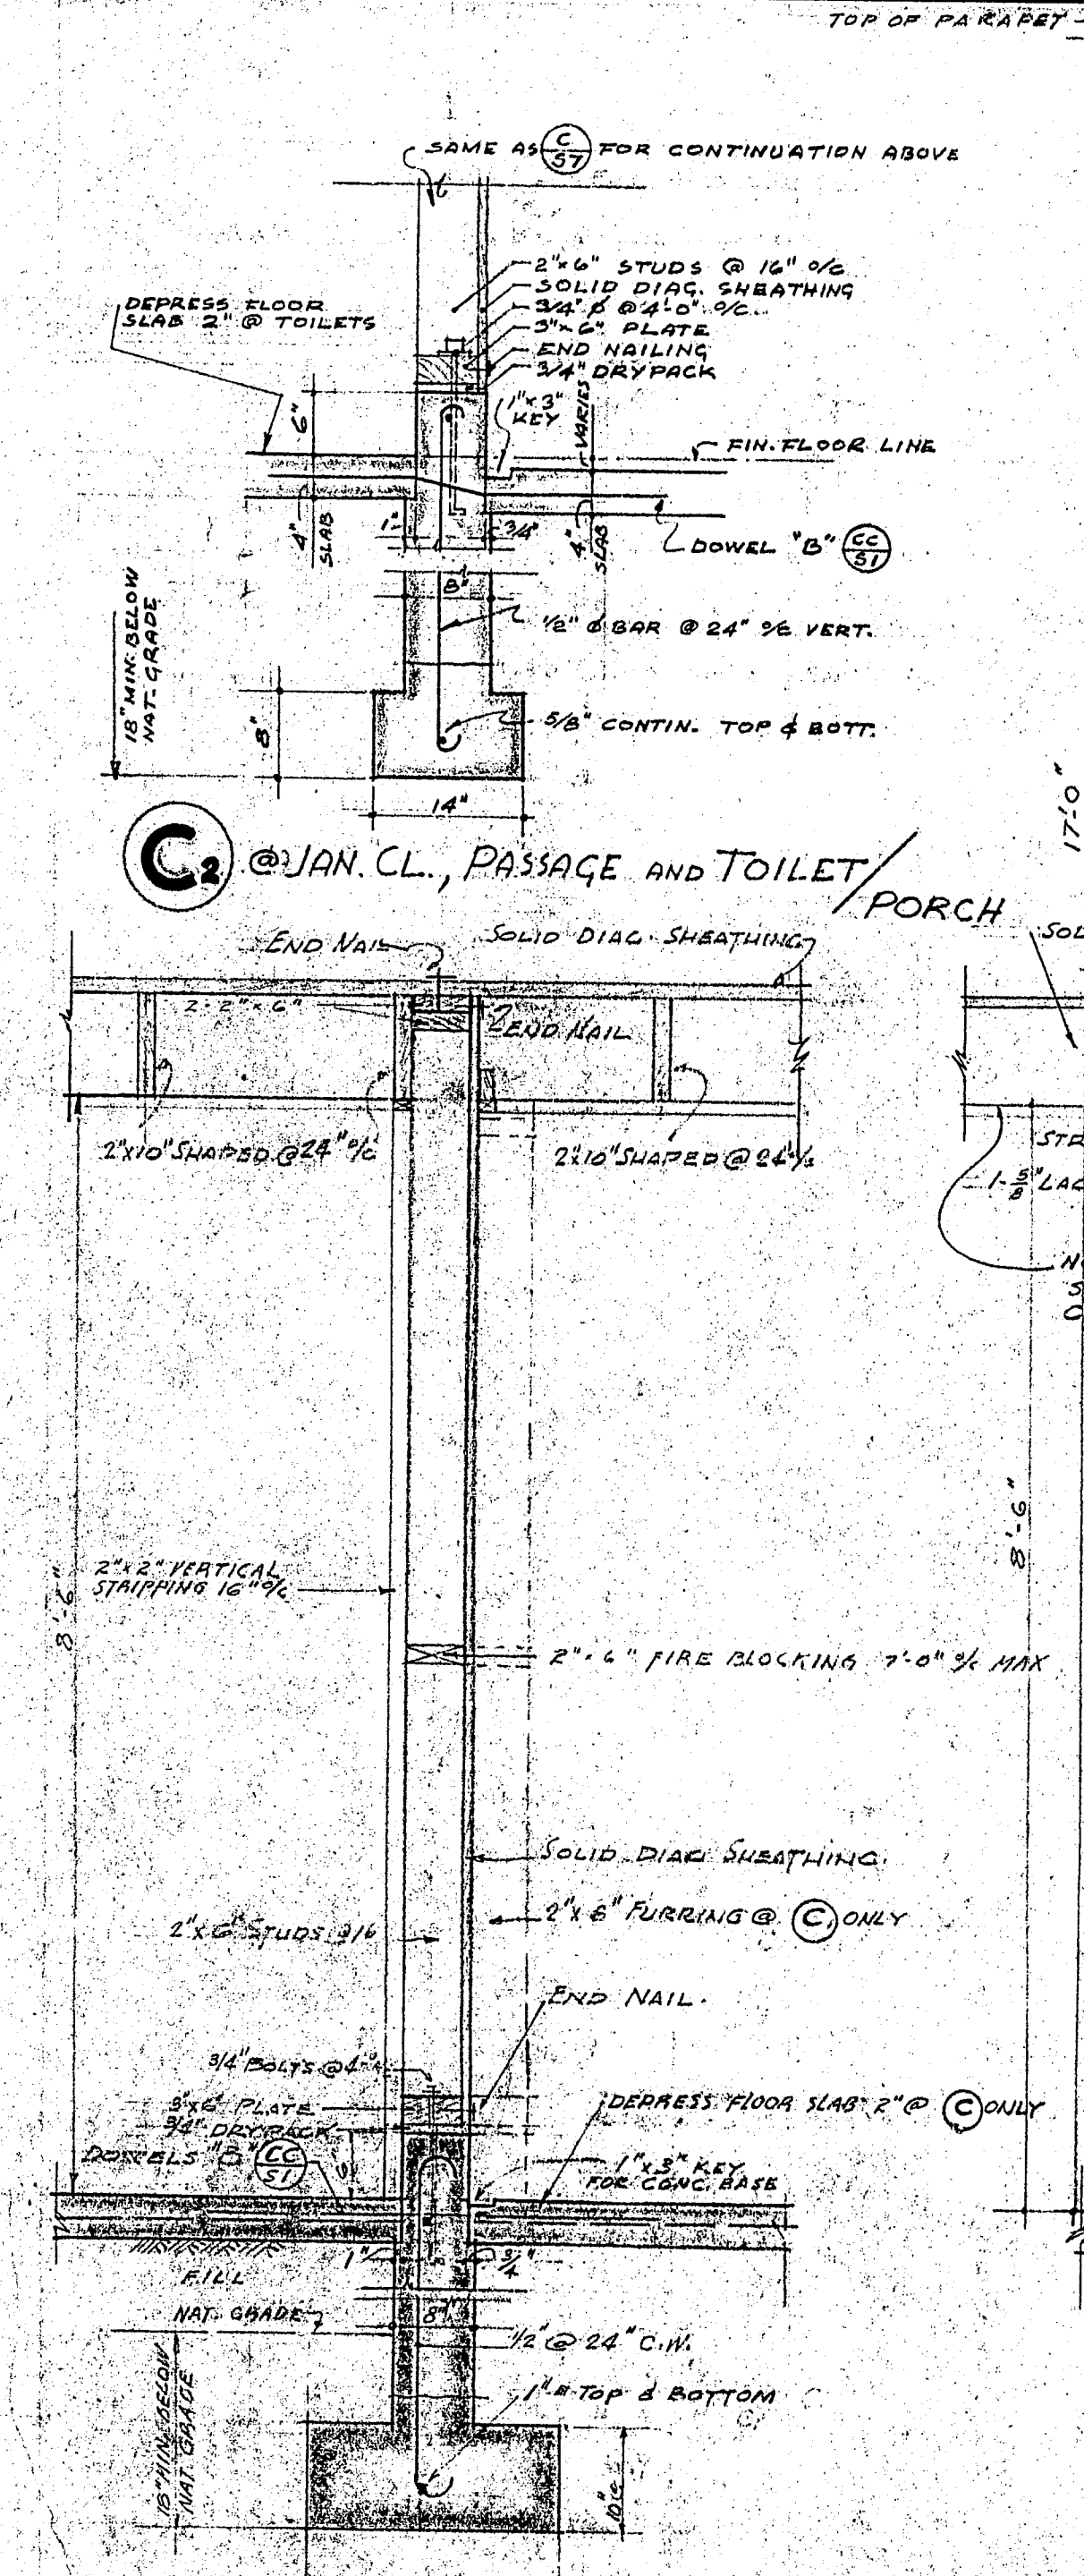 TOP OF PARAPET
SAME AS C/S7 FOR CONTINUATION ABOVE
2"x6" STUDS @ 16" o/c
SOLID DIAG. SHEATHING
3/4" Ø @ 4'-0" o/c.
3"x6" PLATE
END NAILING
3/4" DRYPACK
DEPRESS FLOOR
SLAB 2" @ TOILETS
6"
1"x3"
KEY
VARIES
FIN. FLOOR LINE
4"
SLAB
1"
3/4"
4"
SLAB
DOWEL "B" CC/S1
8"
1/2" Ø BAR @ 24" o/c VERT.
18" MIN. BELOW
NAT. GRADE
8"
5/8" CONTIN. TOP & BOTT.
14"
17'-0"
C2 @ JAN. CL., PASSAGE AND TOILET/
PORCH
END NAIL
SOLID DIAG. SHEATHING
2-2"x6"
END NAIL
2"x10" SHAPED @ 24" o/c
2"x10" SHAPED @ 24" o/c
1-5/8"
8'-6"
2"x2" VERTICAL
STRIPPING 16" o/c
8'-6"
2"x6" FIRE BLOCKING 7'-0" o/c MAX
SOLID DIAG SHEATHING
2"x6" STUDS @16
2"x6" FURRING @ C, ONLY
END NAIL.
3/4" BOLTS @ 4'-
3"x6" PLATE
3/4" DRYPACK
DOWELS "B" CC/S1
6"
DEPRESS FLOOR SLAB 2" @ C ONLY
1"x3" KEY
FOR CONC. BASE
1"
3/4"
FILL
NAT. GRADE
8"
1/2" @ 24" C.W.
1" TOP & BOTTOM
18" MIN. BELOW
NAT GRADE
10"